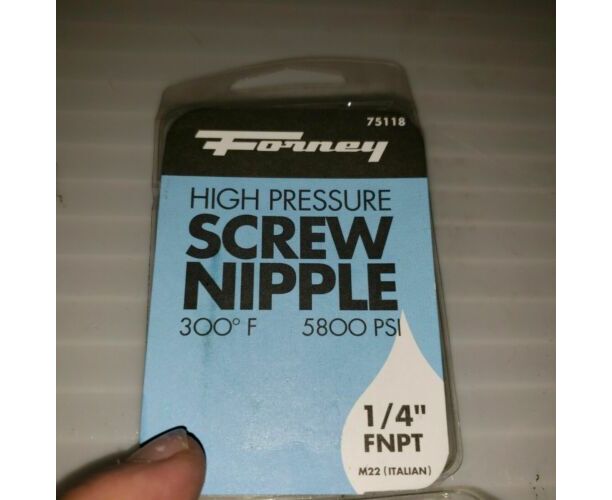 75118
Forney
HIGH PRESSURE
SCREW
NIPPLE
300° F 5800 PSI
1/4"
FNPT
M22 (ITALIAN)